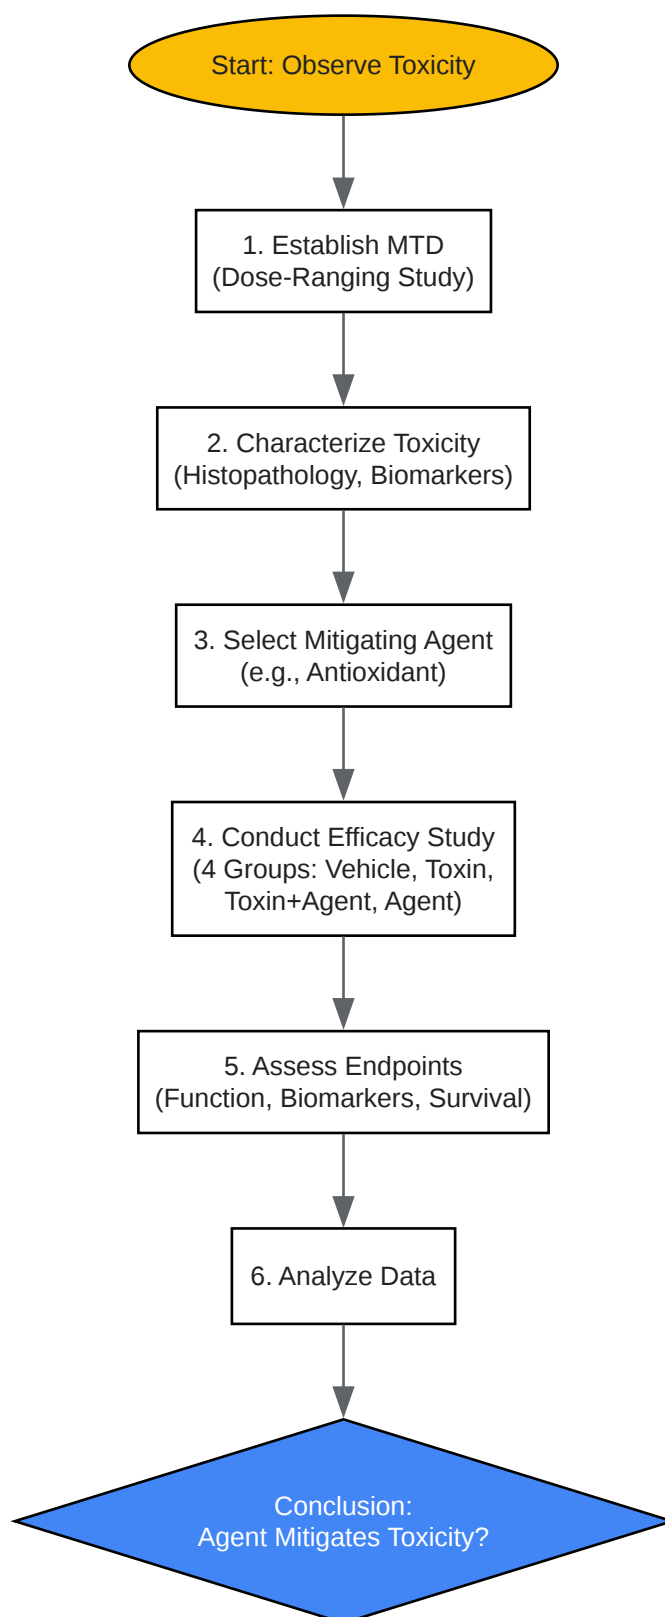 Start: Observe Toxicity
1. Establish MTD
(Dose-Ranging Study)
2. Characterize Toxicity
(Histopathology, Biomarkers)
3. Select Mitigating Agent
(e.g., Antioxidant)
4. Conduct Efficacy Study
(4 Groups: Vehicle, Toxin,
Toxin+Agent, Agent)
5. Assess Endpoints
(Function, Biomarkers, Survival)
6. Analyze Data
Conclusion:
Agent Mitigates Toxicity?